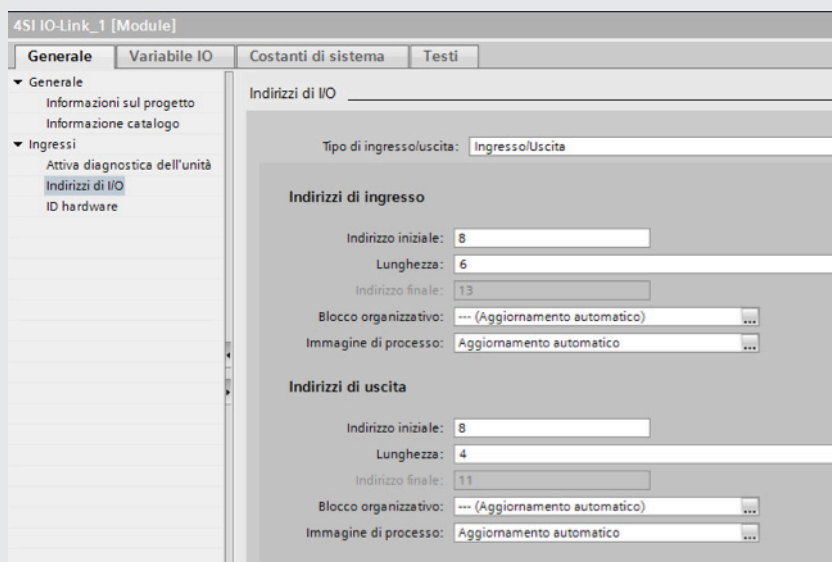 4SI IO-Link_1 [Module]
Generale Variabile IO Costanti di sistema Testi
Generale
Informazioni sul progetto
Informazione catalogo
Ingressi
Attiva diagnostica dell'unità
Indirizzi di I/O
ID hardware
Indirizzi di I/O
Tipo di ingresso/uscita: Ingresso/Uscita
Indirizzi di ingresso
Indirizzo iniziale: 8
Lunghezza: 6
Indirizzo finale: 13
Blocco organizzativo: --- (Aggiornamento automatico) ...
Immagine di processo: Aggiornamento automatico ...
Indirizzi di uscita
Indirizzo iniziale: 8
Lunghezza: 4
Indirizzo finale: 11
Blocco organizzativo: --- (Aggiornamento automatico) ...
Immagine di processo: Aggiornamento automatico ...